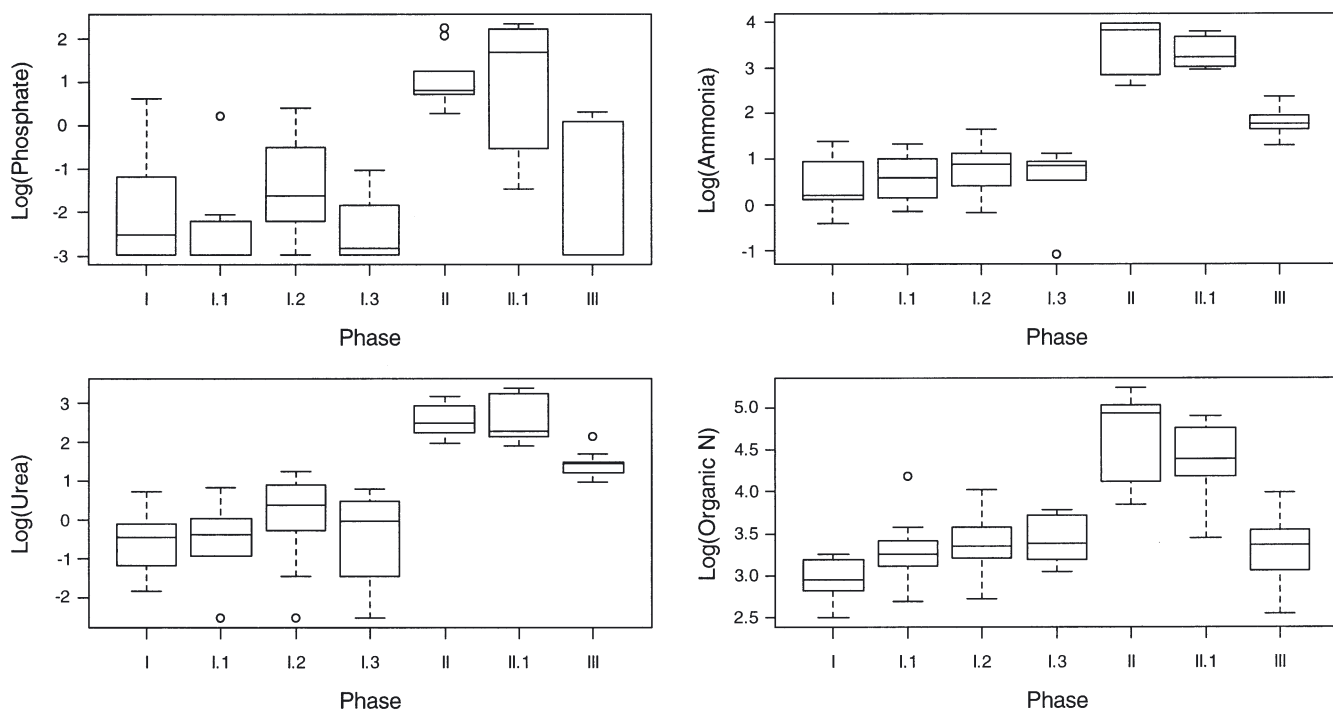 Log(Phosphate)
2
1
0
-1
-2
-3
I I.1 I.2 I.3 II II.1 III
Phase
Log(Ammonia)
4
3
2
1
0
-1
I I.1 I.2 I.3 II II.1 III
Phase
Log(Urea)
3
2
1
0
-1
-2
I I.1 I.2 I.3 II II.1 III
Phase
Log(Organic N)
5.0
4.5
4.0
3.5
3.0
2.5
I I.1 I.2 I.3 II II.1 III
Phase